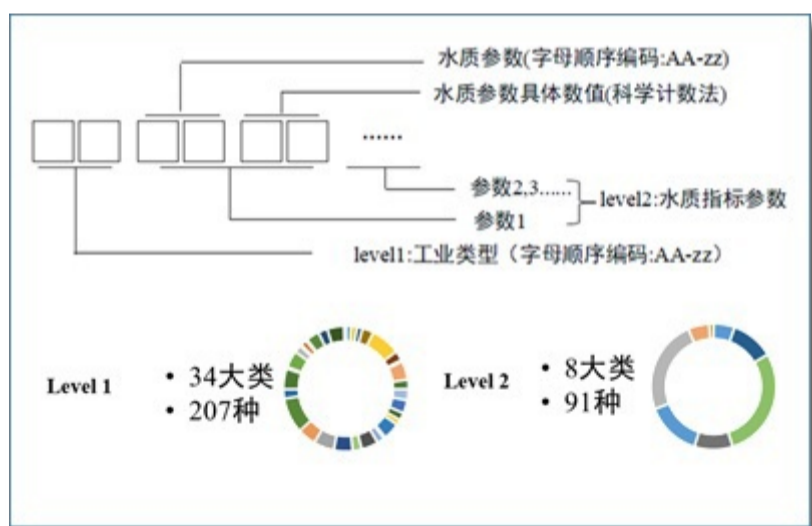 水质参数(字母顺序编码:AA-zz)
水质参数具体数值(科学计数法)
......
参数2,3......
参数1
level2:水质指标参数
level1:工业类型（字母顺序编码:AA-zz）
Level 1
• 34大类
• 207种
Level 2
• 8大类
• 91种